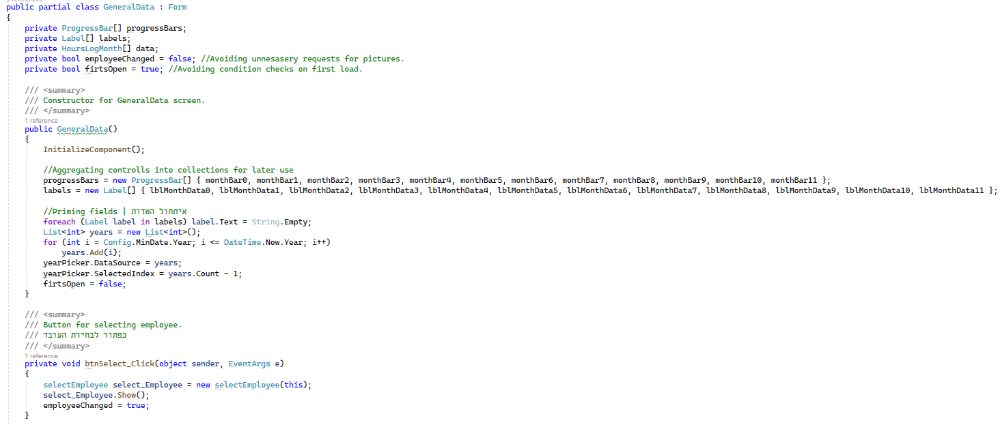 public partial class GeneralData : Form
{
private ProgressBar[] progressBars;
private Label[] labels;
private HoursLogMonth[] data;
private bool employeeChanged = false; //Avoiding unnesasery requests for pictures.
private bool firtsOpen = true; //Avoiding condition checks on first load.
/// <summary>
/// Constructor for GeneralData screen.
/// </summary>
1 reference
public GeneralData()
{
InitializeComponent();
//Aggregating controlls into collections for later use
progressBars = new ProgressBar[] { monthBar0, monthBar1, monthBar2, monthBar3, monthBar4, monthBar5, monthBar6, monthBar7, monthBar8, monthBar9, monthBar10, monthBar11 };
labels = new Label[] { lblMonthData0, lblMonthData1, lblMonthData2, lblMonthData3, lblMonthData4, lblMonthData5, lblMonthData6, lblMonthData7, lblMonthData8, lblMonthData9, lblMonthData10, lblMonthData11 };
//Priming fields | איתחול השדות
foreach (Label label in labels) label.Text = String.Empty;
List<int> years = new List<int>();
for (int i = Config.MinDate.Year; i <= DateTime.Now.Year; i++)
years.Add(i);
yearPicker.DataSource = years;
yearPicker.SelectedIndex = years.Count - 1;
firtsOpen = false;
}
/// <summary>
/// Button for selecting employee.
/// כפתור לבחירת העובד
/// </summary>
1 reference
private void btnSelect_Click(object sender, EventArgs e)
{
selectEmployee select_Employee = new selectEmployee(this);
select_Employee.Show();
employeeChanged = true;
}